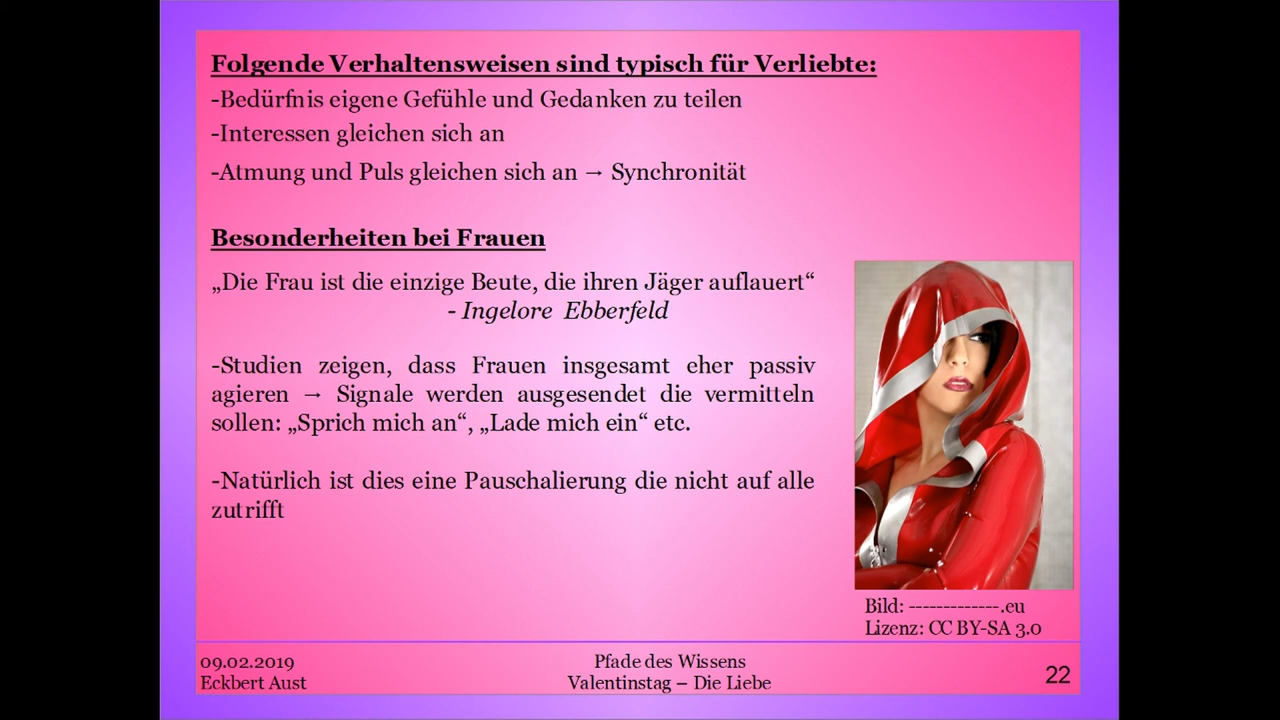 Folgende Verhaltensweisen sind typisch für Verliebte:
-Bedürfnis eigene Gefühle und Gedanken zu teilen
-Interessen gleichen sich an
-Atmung und Puls gleichen sich an → Synchronität
Besonderheiten bei Frauen
„Die Frau ist die einzige Beute, die ihren Jäger auflauert“
- Ingelore Ebberfeld
-Studien zeigen, dass Frauen insgesamt eher passiv
agieren → Signale werden ausgesendet die vermitteln
sollen: „Sprich mich an“, „Lade mich ein“ etc.
-Natürlich ist dies eine Pauschalierung die nicht auf alle
zutrifft
Bild: -------------.eu
Lizenz: CC BY-SA 3.0
09.02.2019
Eckbert Aust
Pfade des Wissens
Valentinstag – Die Liebe
22